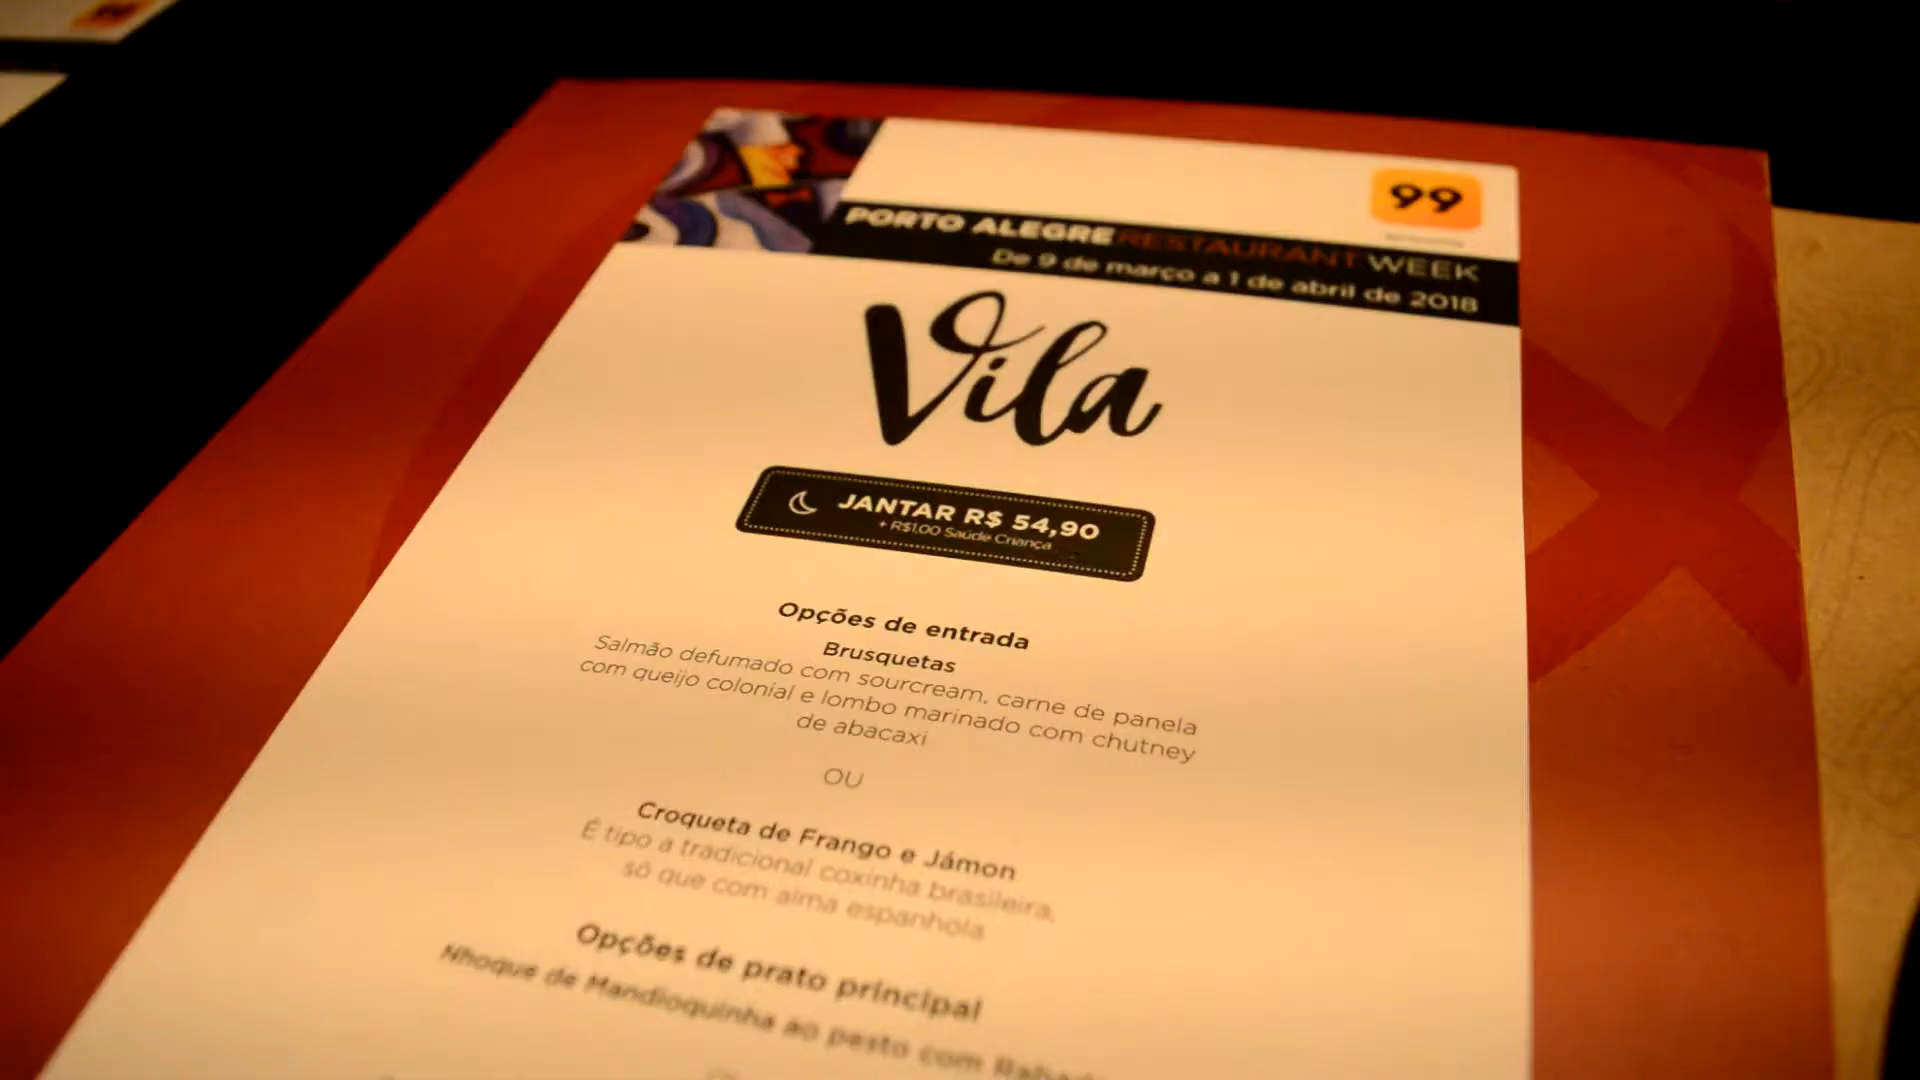 99
PORTO ALEGRE RESTAURANT WEEK
De 9 de março a 1 de abril de 2018
Vila
JANTAR R$ 54,90
+ R$1,00 Saúde Criança
Opções de entrada
Brusquetas
Salmão defumado com sourcream, carne de panela
com queijo colonial e lombo marinado com chutney
de abacaxi
OU
Croqueta de Frango e Jámon
É tipo a tradicional coxinha brasileira,
só que com alma espanhola
Opções de prato principal
Nhoque de Mandioquinha ao pesto com